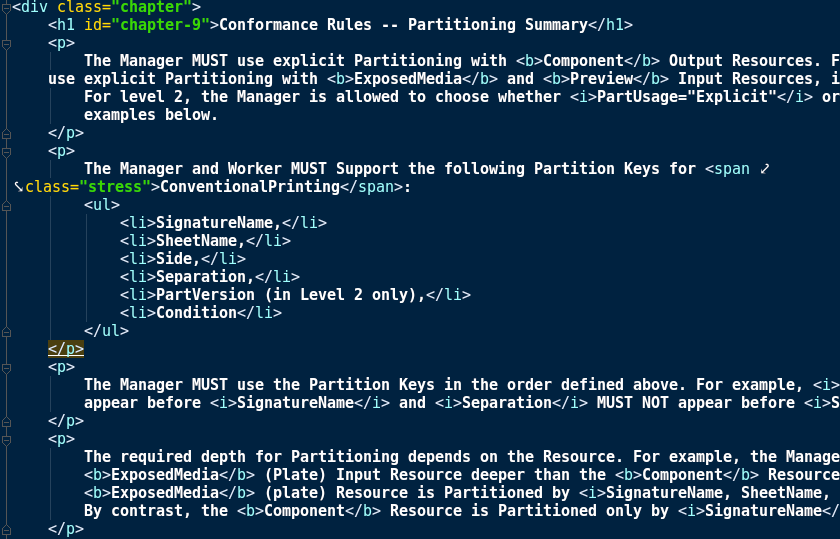 <div class="chapter">
<h1 id="chapter-9">Conformance Rules -- Partitioning Summary</h1>
<p>
The Manager MUST use explicit Partitioning with <b>Component</b> Output Resources. F
use explicit Partitioning with <b>ExposedMedia</b> and <b>Preview</b> Input Resources, i
For level 2, the Manager is allowed to choose whether <i>PartUsage="Explicit"</i> or
examples below.
</p>
<p>
The Manager and Worker MUST Support the following Partition Keys for <span
class="stress">ConventionalPrinting</span>:
<ul>
<li>SignatureName,</li>
<li>SheetName,</li>
<li>Side,</li>
<li>Separation,</li>
<li>PartVersion (in Level 2 only),</li>
<li>Condition</li>
</ul>
</p>
<p>
The Manager MUST use the Partition Keys in the order defined above. For example, <i>
appear before <i>SignatureName</i> and <i>Separation</i> MUST NOT appear before <i>S
</p>
<p>
The required depth for Partitioning depends on the Resource. For example, the Manage
<b>ExposedMedia</b> (Plate) Input Resource deeper than the <b>Component</b> Resource
<b>ExposedMedia</b> (plate) Resource is Partitioned by <i>SignatureName, SheetName,
By contrast, the <b>Component</b> Resource is Partitioned only by <i>SignatureName</
</p>